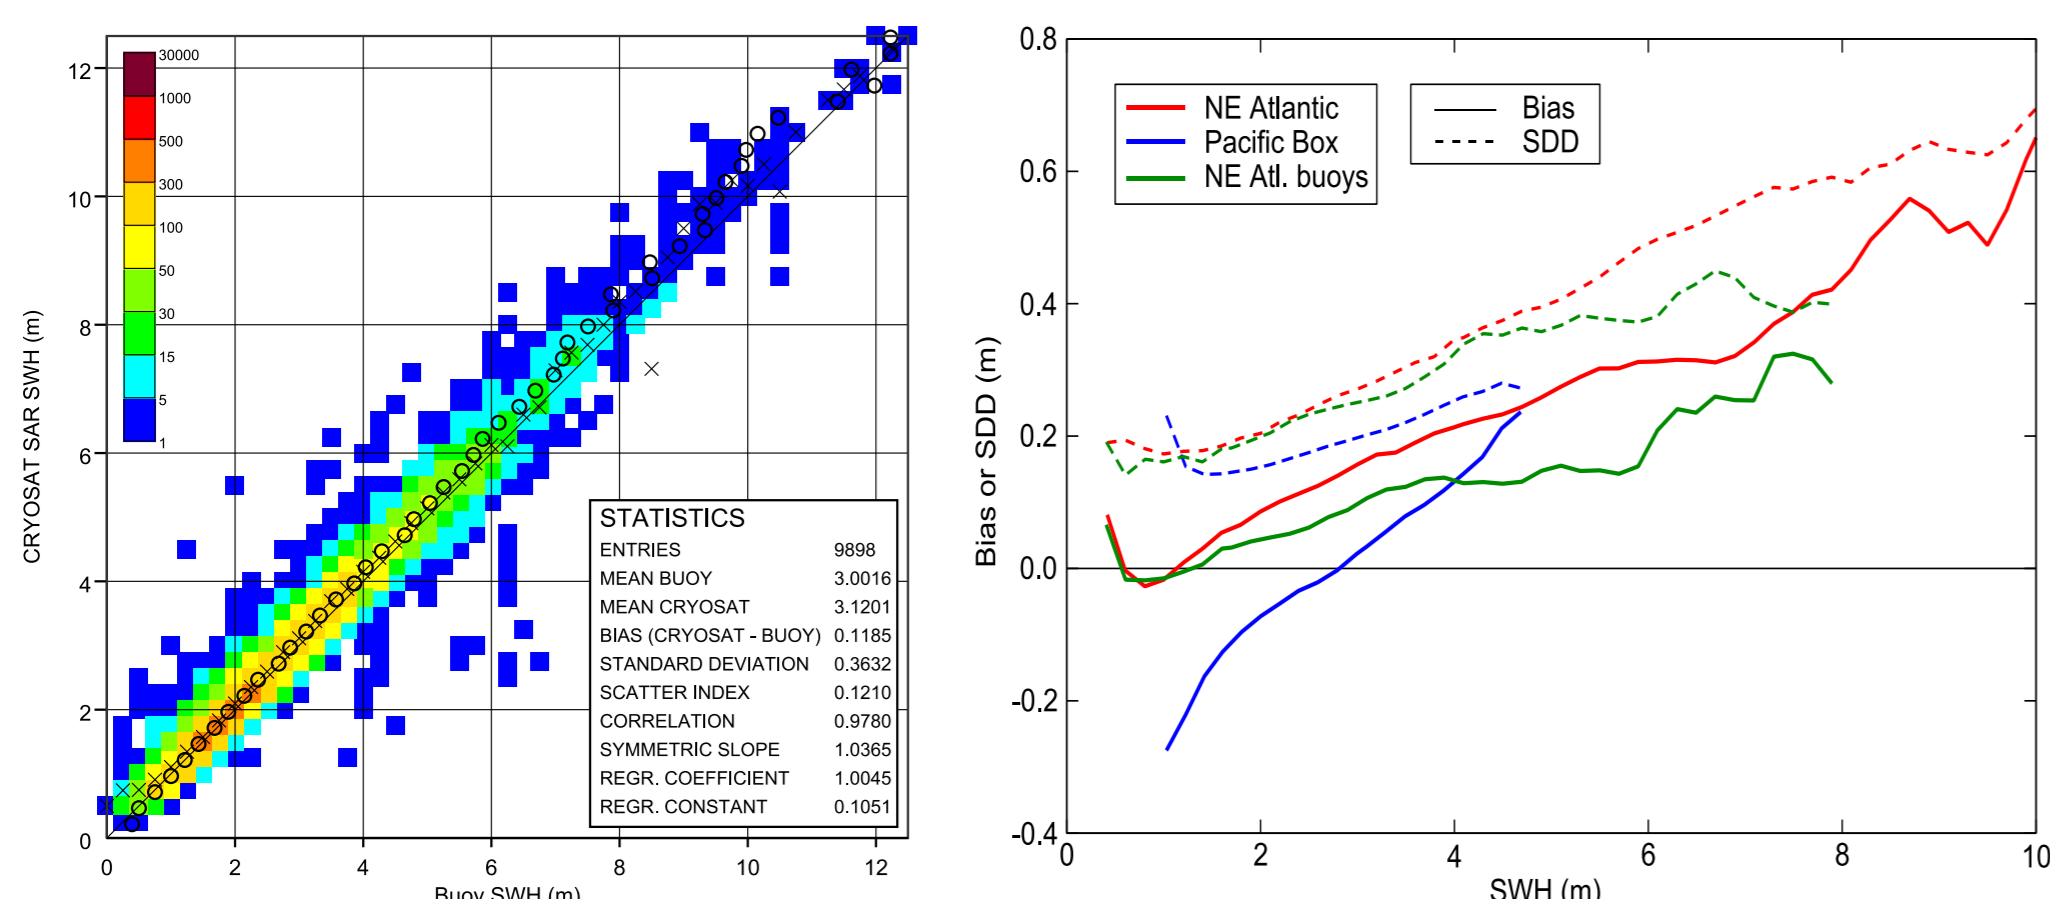 30000
1000
500
300
100
50
30
15
5
1
CRYOSAT SAR SWH (m)
12
10
8
6
4
2
0
0 2 4 6 8 10 12
Buoy SWH (m)
STATISTICS
ENTRIES 9898
MEAN BUOY 3.0016
MEAN CRYOSAT 3.1201
BIAS (CRYOSAT - BUOY) 0.1185
STANDARD DEVIATION 0.3632
SCATTER INDEX 0.1210
CORRELATION 0.9780
SYMMETRIC SLOPE 1.0365
REGR. COEFFICIENT 1.0045
REGR. CONSTANT 0.1051
Bias or SDD (m)
0.8
0.6
0.4
0.2
0.0
-0.2
-0.4
NE Atlantic
Pacific Box
NE Atl. buoys
Bias
SDD
0 2 4 6 8 10
SWH (m)